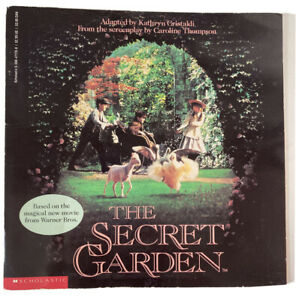 Adapted by Kathryn Cristaldi
From the screenplay by Caroline Thompson
Based on the
magical new movie
from Warner Bros.
THE
SECRET
GARDEN™
SCHOLASTIC